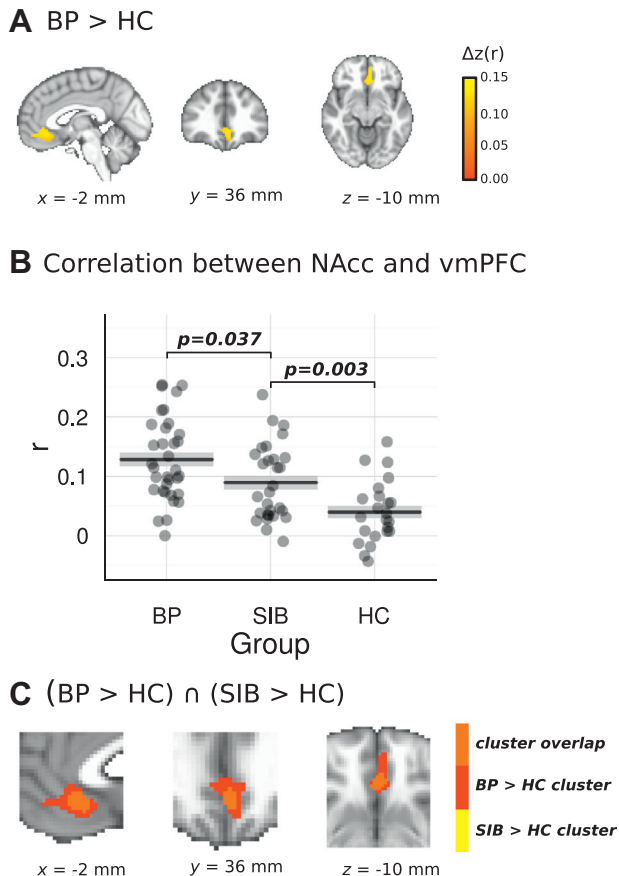 A BP > HC
Δz(r)
0.15
0.10
0.05
0.00
x = -2 mm
y = 36 mm
z = -10 mm
B Correlation between NAcc and vmPFC
p=0.037
p=0.003
0.3
0.2
0.1
0
r
BP
SIB
HC
Group
C (BP > HC) ∩ (SIB > HC)
cluster overlap
BP > HC cluster
SIB > HC cluster
x = -2 mm
y = 36 mm
z = -10 mm